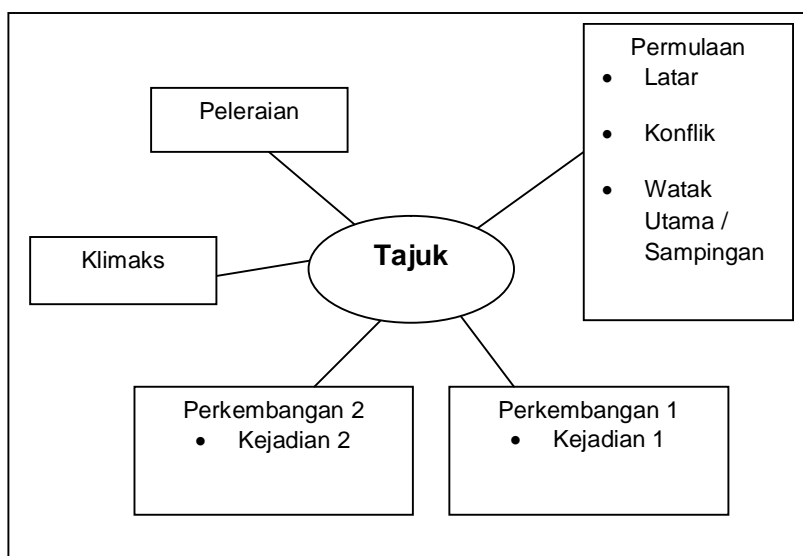 Permulaan
• Latar
• Konflik
• Watak
Utama /
Sampingan
Peleraian
Tajuk
Klimaks
Perkembangan 2
• Kejadian 2
Perkembangan 1
• Kejadian 1